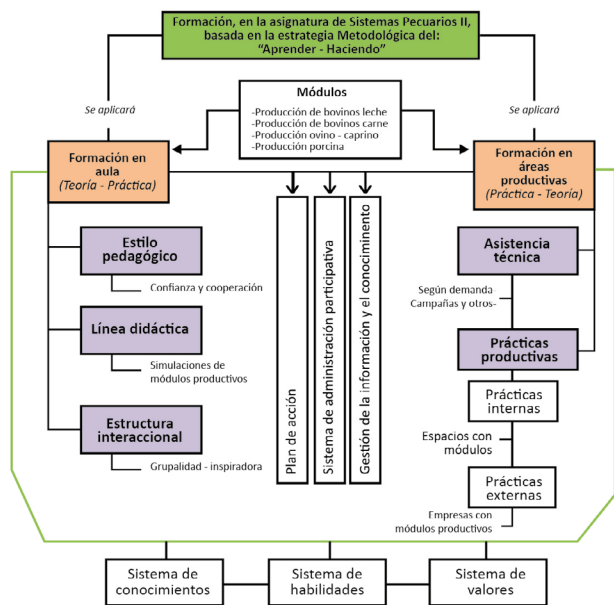 Formación, en la asignatura de Sistemas Pecuarios II,
basada en la estrategia Metodológica del:
“Aprender - Haciendo”
Se aplicará
Se aplicará
Módulos
-Producción de bovinos leche
-Producción de bovinos carne
-Producción ovino - caprino
-Producción porcina
Formación en
aula
(Teoría - Práctica)
Formación en
áreas
productivas
(Práctica - Teoría)
Estilo
pedagógico
Confianza y cooperación
Línea didáctica
Simulaciones de
módulos productivos
Estructura
interaccional
Grupalidad - inspiradora
Plan de acción
Sistema de administración participativa
Gestión de la información y el conocimineto
Asistencia
técnica
Según demanda-
Campañas y otros-
Prácticas
productivas
Prácticas
internas
Espacios con
módulos
Prácticas
externas
Empresas con
módulos productivos
Sistema de
conocimientos
Sistema de
habilidades
Sistema de
valores